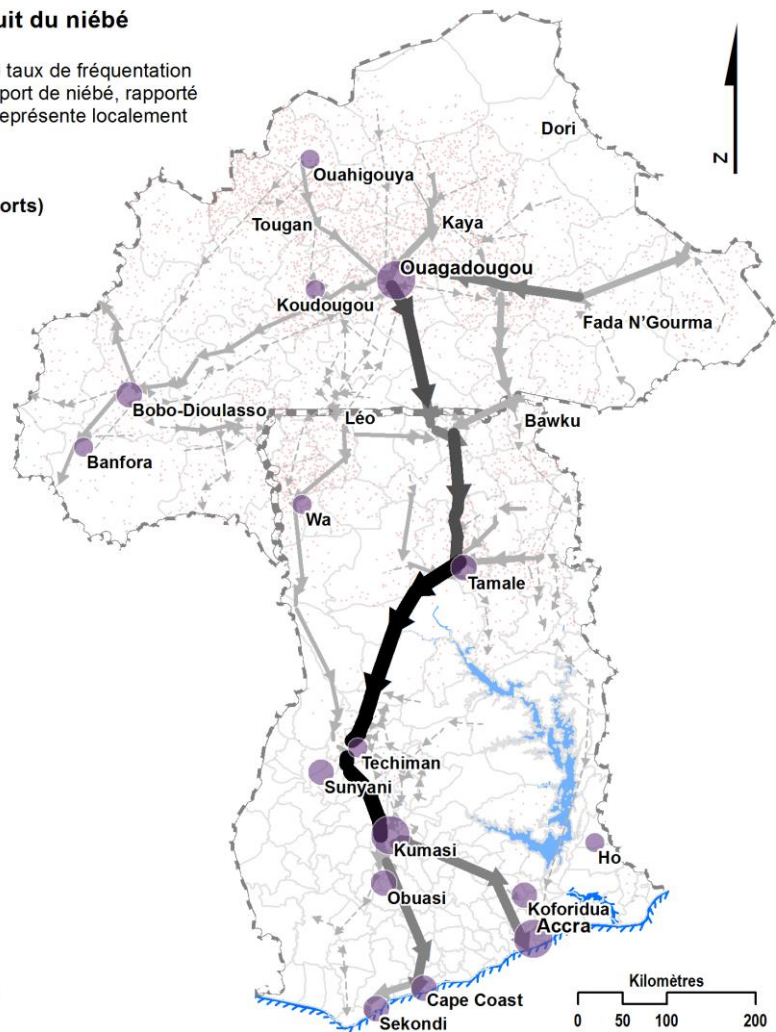 uit du niébé
taux de fréquentation
port de niébé, rapporté
eprésente localement
orts)
N
Dori
Ouahigouya
Tougan
Kaya
Ouagadougou
Koudougou
Fada N'Gourma
Bobo-Dioulasso
Léo
Bawku
Banfora
Wa
Tamale
Techiman
Sunyani
Kumasi
Ho
Obuasi
Koforidua
Accra
Cape Coast
Sekondi
Kilomètres
0 50 100 200